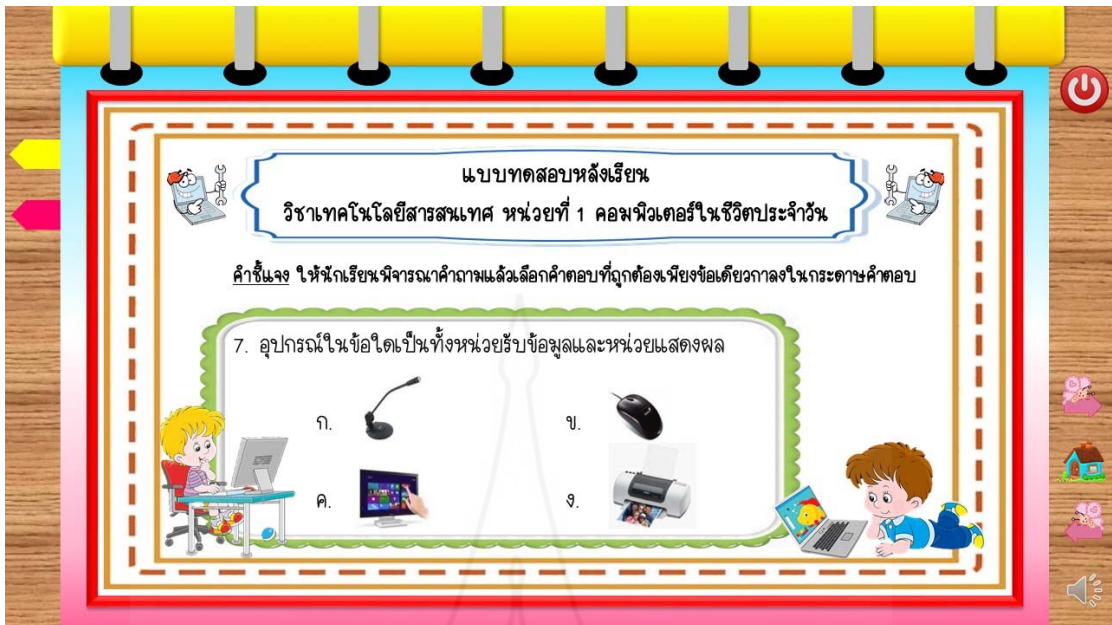 แบบทดสอบหลังเรียน
วิชาเทคโนโลยีสารสนเทศ หน่วยที่ 1 คอมพิวเตอร์ในชีวิตประจำวัน
คำชี้แจง ให้นักเรียนพิจารณาคำถามแล้วเลือกคำตอบที่ถูกต้องเพียงข้อเดียวกาลงในกระดาษคำตอบ
7. อุปกรณ์ในข้อใดเป็นทั้งหน่วยรับข้อมูลและหน่วยแสดงผล
ก.
ข.
ค.
ง.